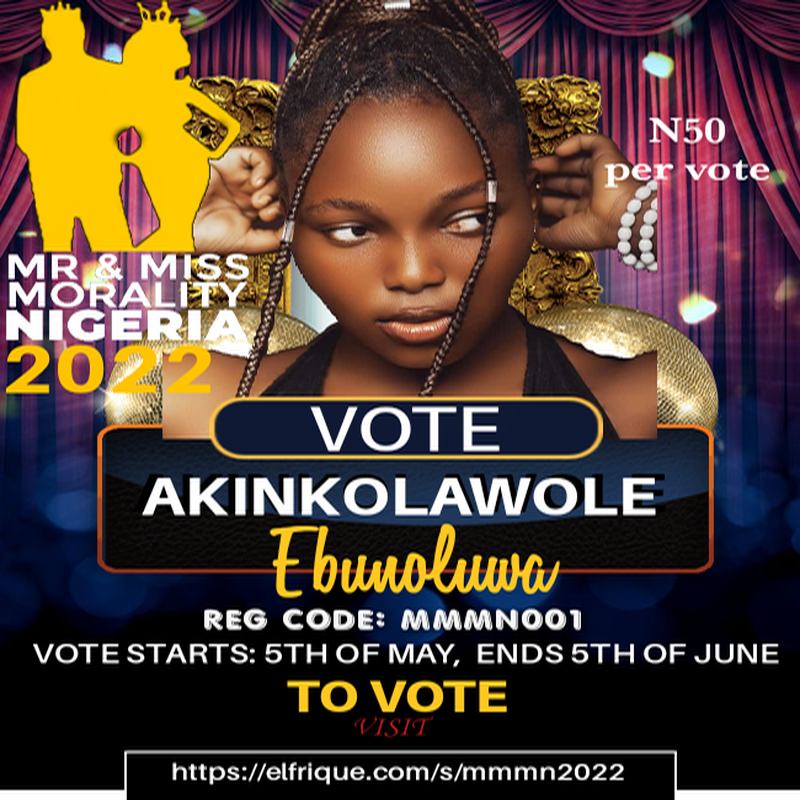 N50
per vote
MR & MISS
MORALITY
NIGERIA
2022
VOTE
AKINKOLAWOLE
Ebunoluwa
REG CODE: MMMN001
VOTE STARTS: 5TH OF MAY, ENDS 5TH OF JUNE
TO VOTE
VISIT
https://elfrique.com/s/mmmn2022